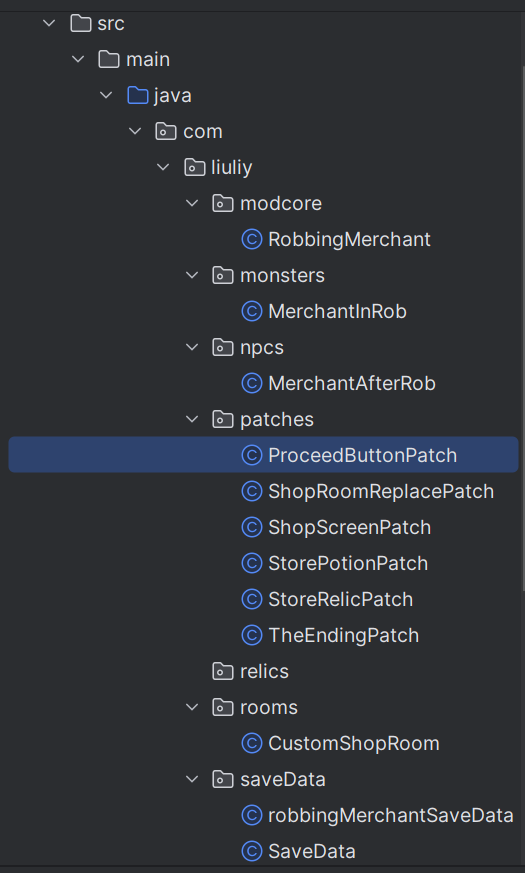 src
main
java
com
liuliy
modcore
C RobbingMerchant
monsters
C MerchantInRob
npcs
C MerchantAfterRob
patches
C ProceedButtonPatch
C ShopRoomReplacePatch
C ShopScreenPatch
C StorePotionPatch
C StoreRelicPatch
C TheEndingPatch
relics
rooms
C CustomShopRoom
saveData
C robbingMerchantSaveData
C SaveData